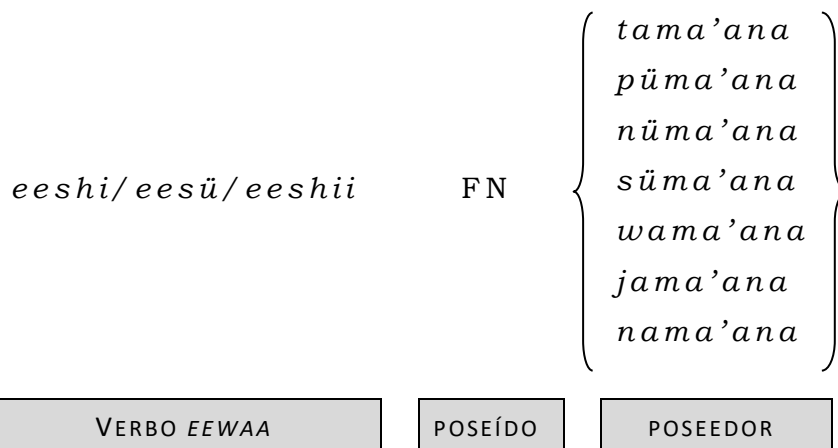 tama’ana
püma’ana
nüma’ana
eeshi/eesü/eeshii FN süma’ana
wama’ana
jama’ana
nama’ana
VERBO EEWAA POSEÍDO POSEEDOR